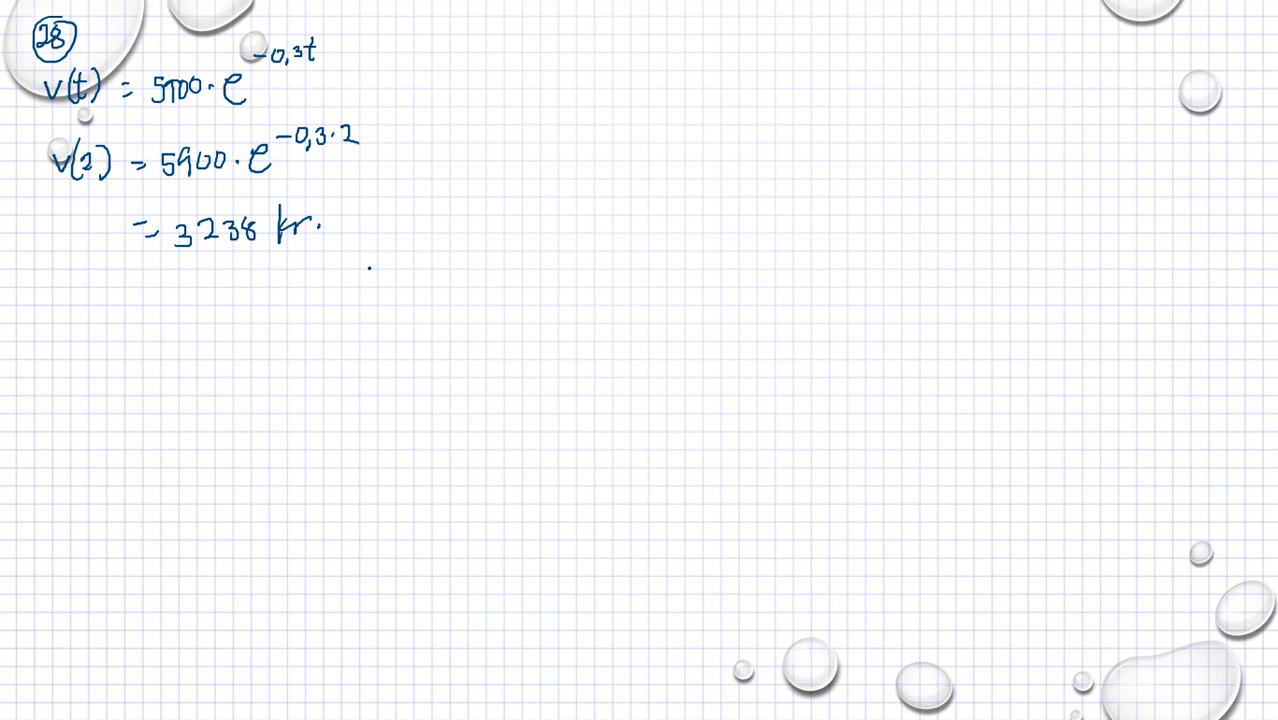 28
v(t) = 5900 · e^-0,3t
v(2) = 5900 · e^-0,3·2
= 3238 kr.